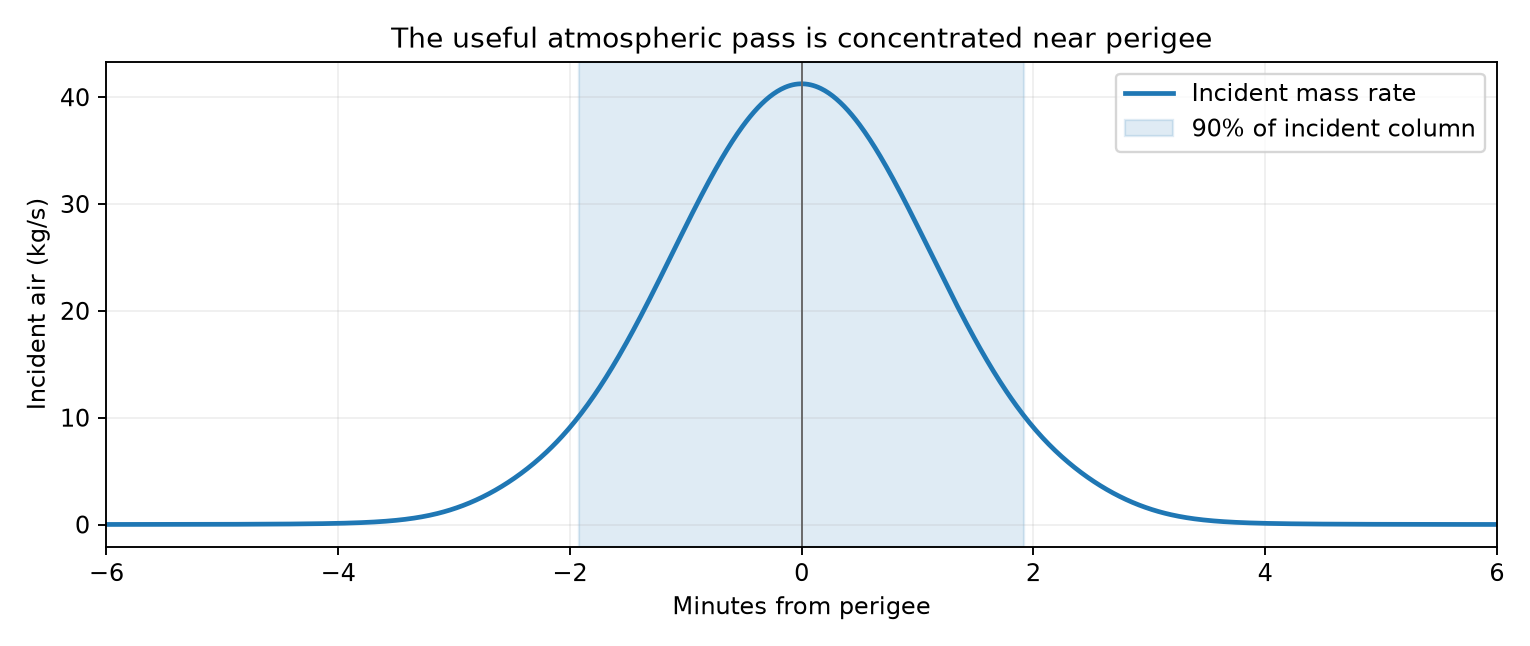 The useful atmospheric pass is concentrated near perigee
Incident air (kg/s)
40
30
20
10
0
Incident mass rate
90% of incident column
−6
−4
−2
0
2
4
6
Minutes from perigee